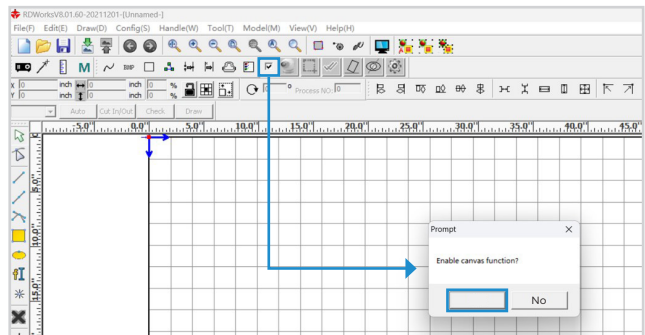 RDWorksV8.01.60-20211201-[Unnamed-]
File(F) Edit(E) Draw(D) Config(S) Handle(W) Tool(T) Model(M) View(V) Help(H)
M BMP
X 0 inch 0 inch 0 % 0 ° Process NO: 0
Y 0 inch 0 inch 0 %
Auto Cut In/Out Check Draw
-5.0" 0.0" 5.0" 10.0" 15.0" 20.0" 25.0" 30.0" 35.0" 40.0" 45.0"
5.0"
10.0"
15.0"
Prompt
Enable canvas function?
No